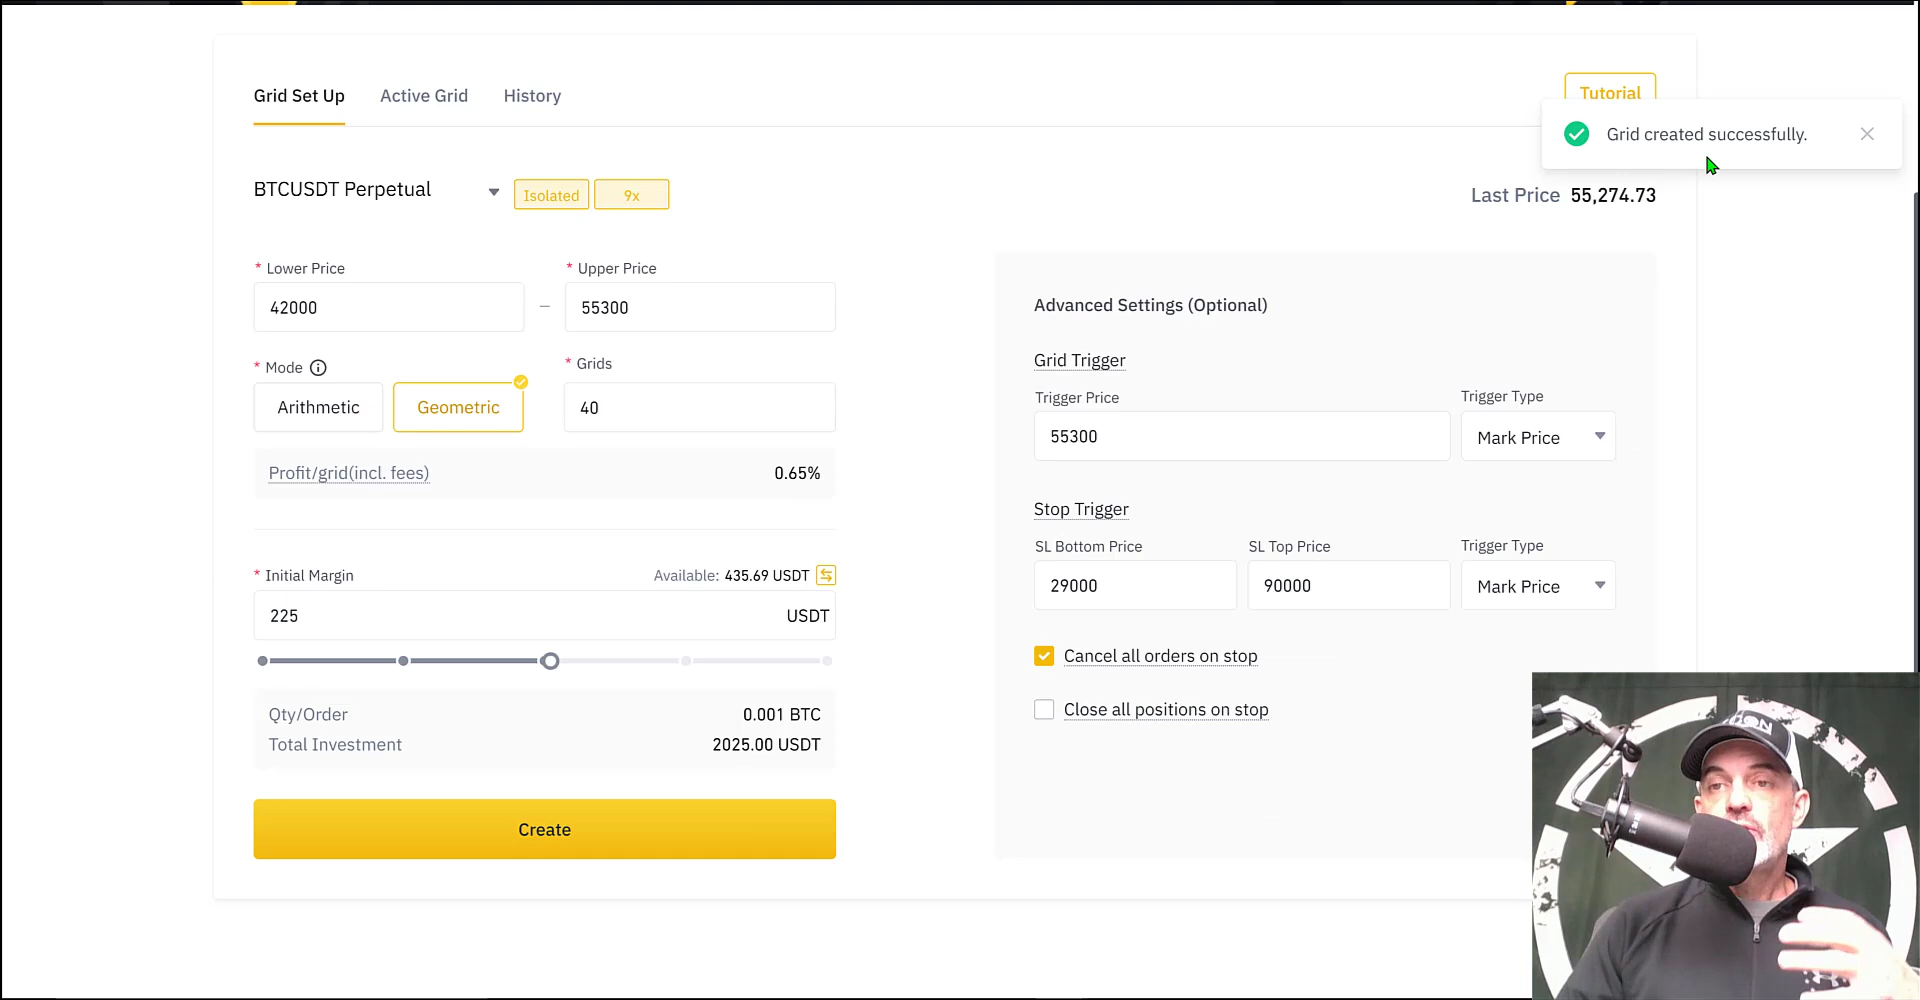 Grid Set Up Active Grid History
Tutorial
Grid created successfully.
BTCUSDT Perpetual Isolated 9x
Last Price 55,274.73
* Lower Price * Upper Price
42000 – 55300
* Mode * Grids
Arithmetic Geometric 40
Profit/grid(incl. fees) 0.65%
* Initial Margin Available: 435.69 USDT
225 USDT
Qty/Order 0.001 BTC
Total Investment 2025.00 USDT
Create
Advanced Settings (Optional)
Grid Trigger
Trigger Price Trigger Type
55300 Mark Price
Stop Trigger
SL Bottom Price SL Top Price Trigger Type
29000 90000 Mark Price
Cancel all orders on stop
Close all positions on stop